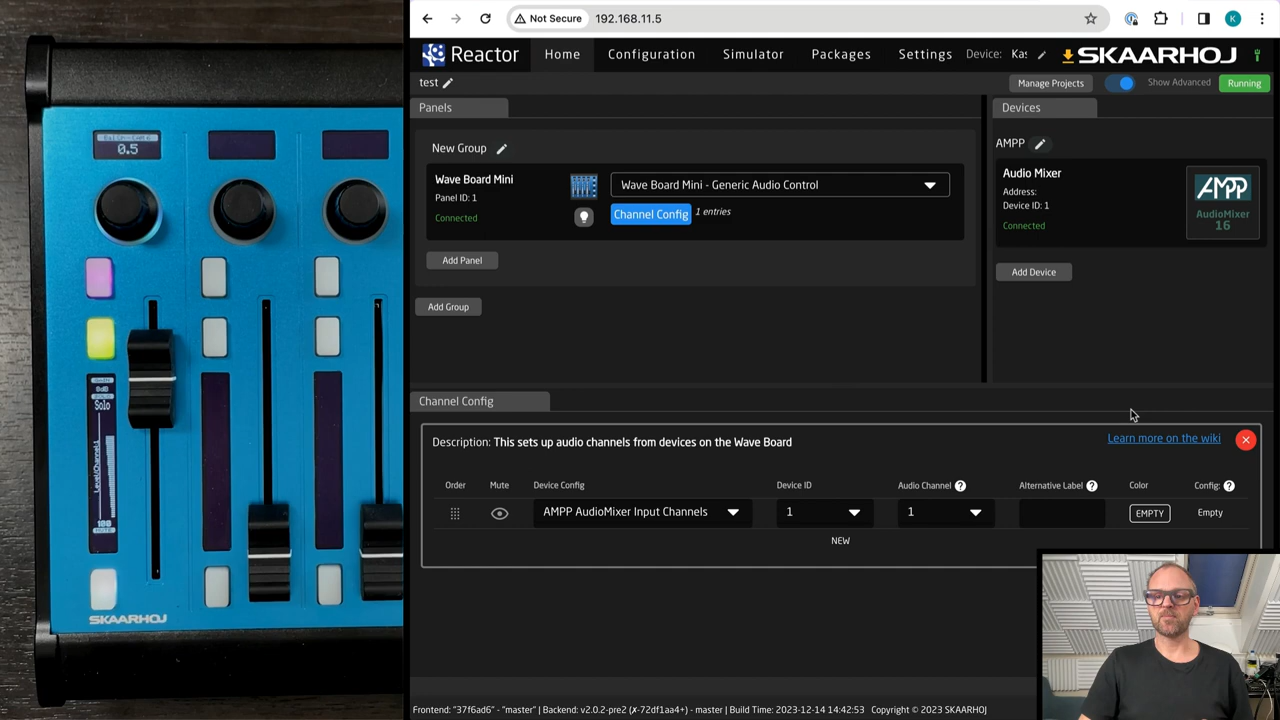 Not Secure 192.168.11.5
K
Reactor Home Configuration Simulator Packages Settings Device: Kas SKAARHOJ
test Manage Projects Show Advanced Running
Panels
New Group
Wave Board Mini
Panel ID: 1
Connected
Wave Board Mini - Generic Audio Control
Channel Config 1 entries
Add Panel
Add Group
Devices
AMPP
Audio Mixer
Address:
Device ID: 1
Connected
AMPP
AudioMixer
16
Add Device
Channel Config
Description: This sets up audio channels from devices on the Wave Board
Learn more on the wiki
Order Mute Device Config Device ID Audio Channel ? Alternative Label ? Color Config: ?
AMPP AudioMixer Input Channels 1 1 EMPTY Empty
NEW
Frontend: "37f6ad6" - "master" | Backend: v2.0.2-pre2 (✗-72df1aa4+) - master | Build Time: 2023-12-14 14:42:53 Copyright © 2023 SKAARHOJ
0.5
0dB
Solo
Level/Channel:1
100
MUTE
SKAARHOJ